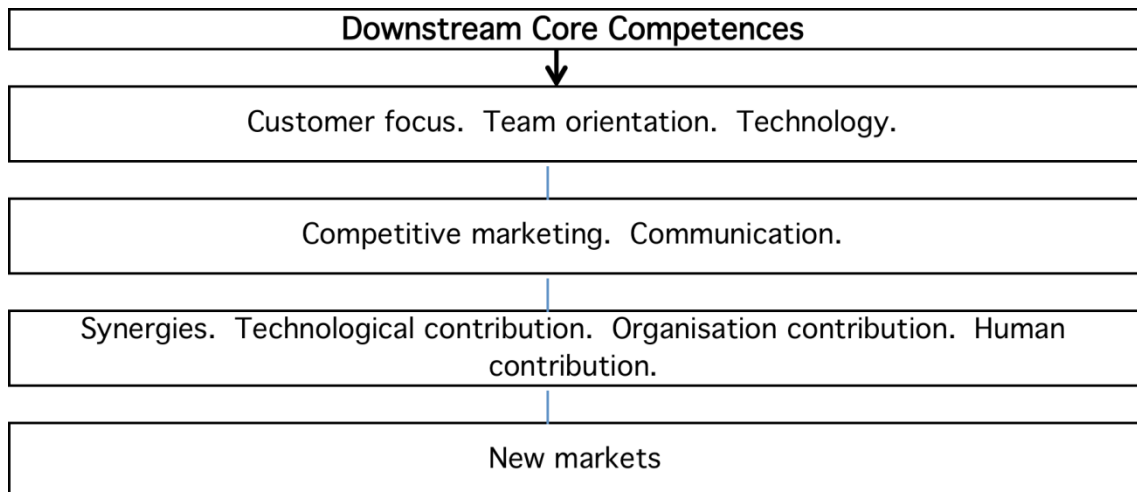 Downstream Core Competences
Customer focus.  Team orientation.  Technology.
Competitive marketing.  Communication.
Synergies.  Technological contribution.  Organisation contribution.  Human
contribution.
New markets